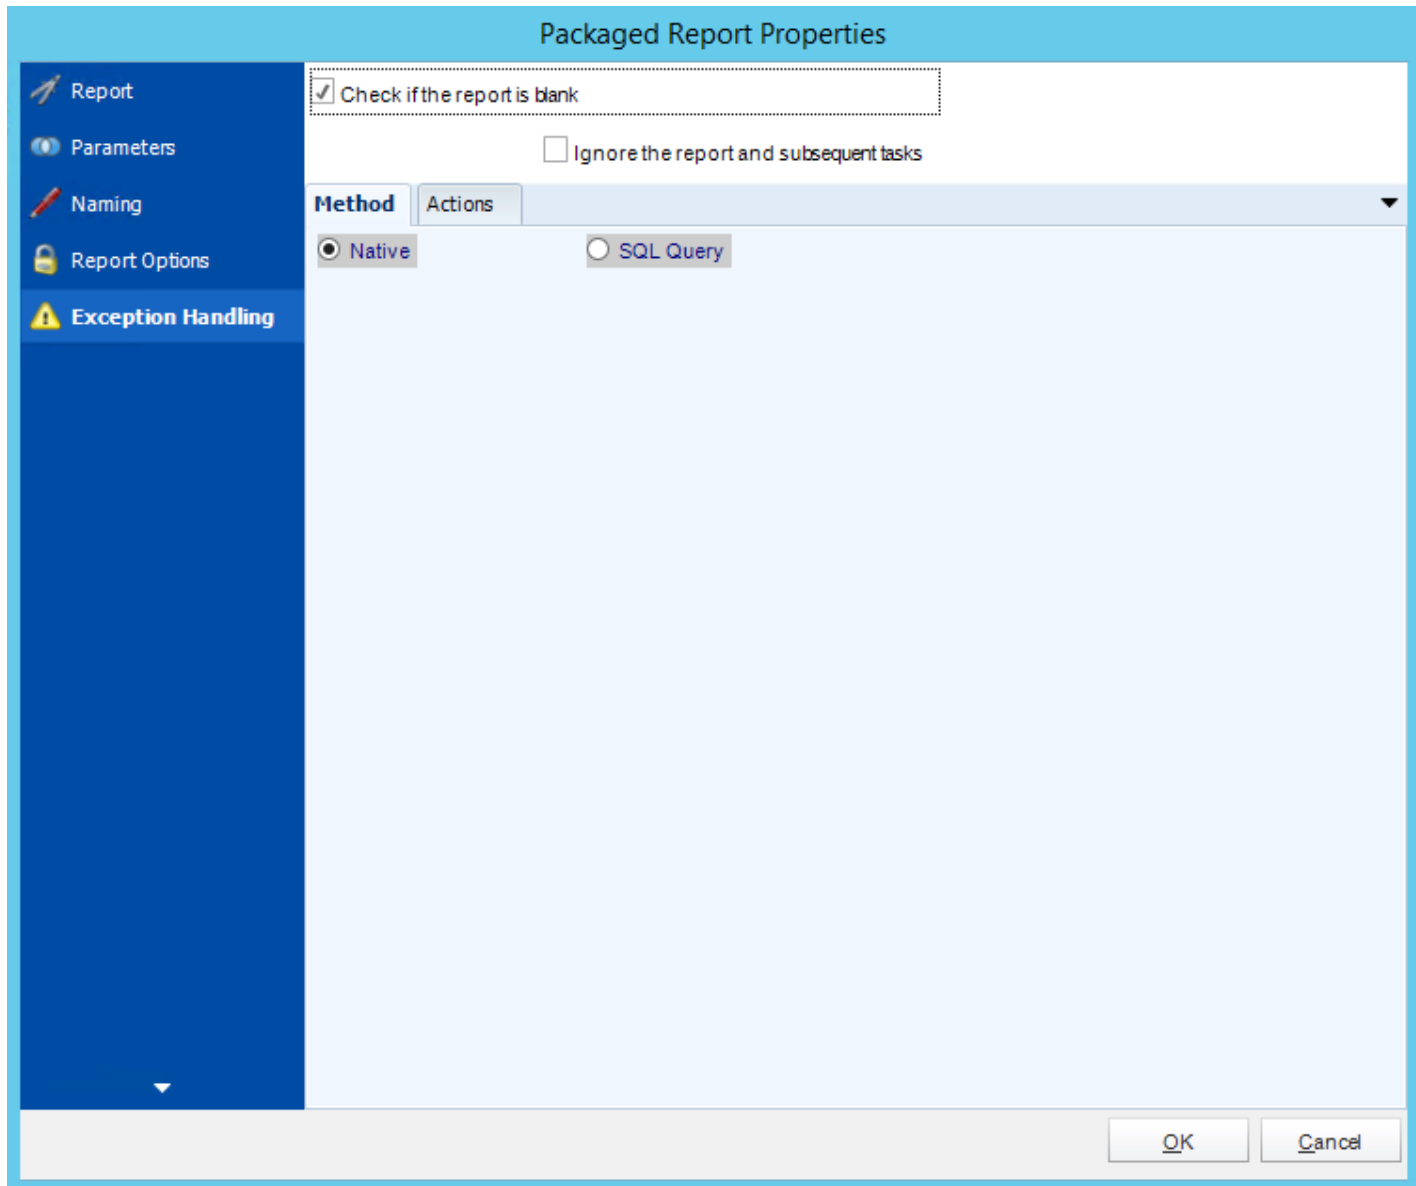 Packaged Report Properties
Report
Parameters
Naming
Report Options
Exception Handling
Check if the report is blank
Ignore the report and subsequent tasks
Method Actions
Native SQL Query
OK Cancel